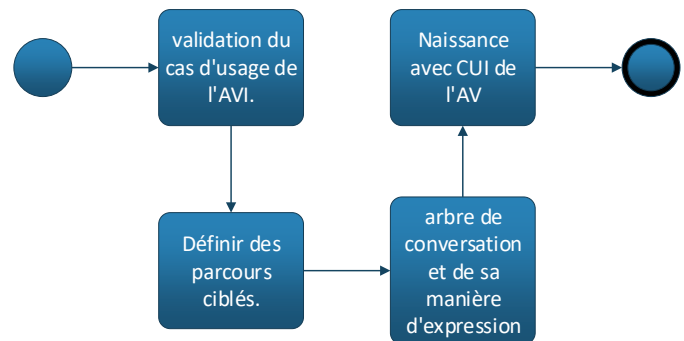 validation du
cas d'usage de
l'AVI.
Définir des
parcours
ciblés.
arbre de
conversation
et de sa
manière
d'expression
Naissance
avec CUI de
l'AV